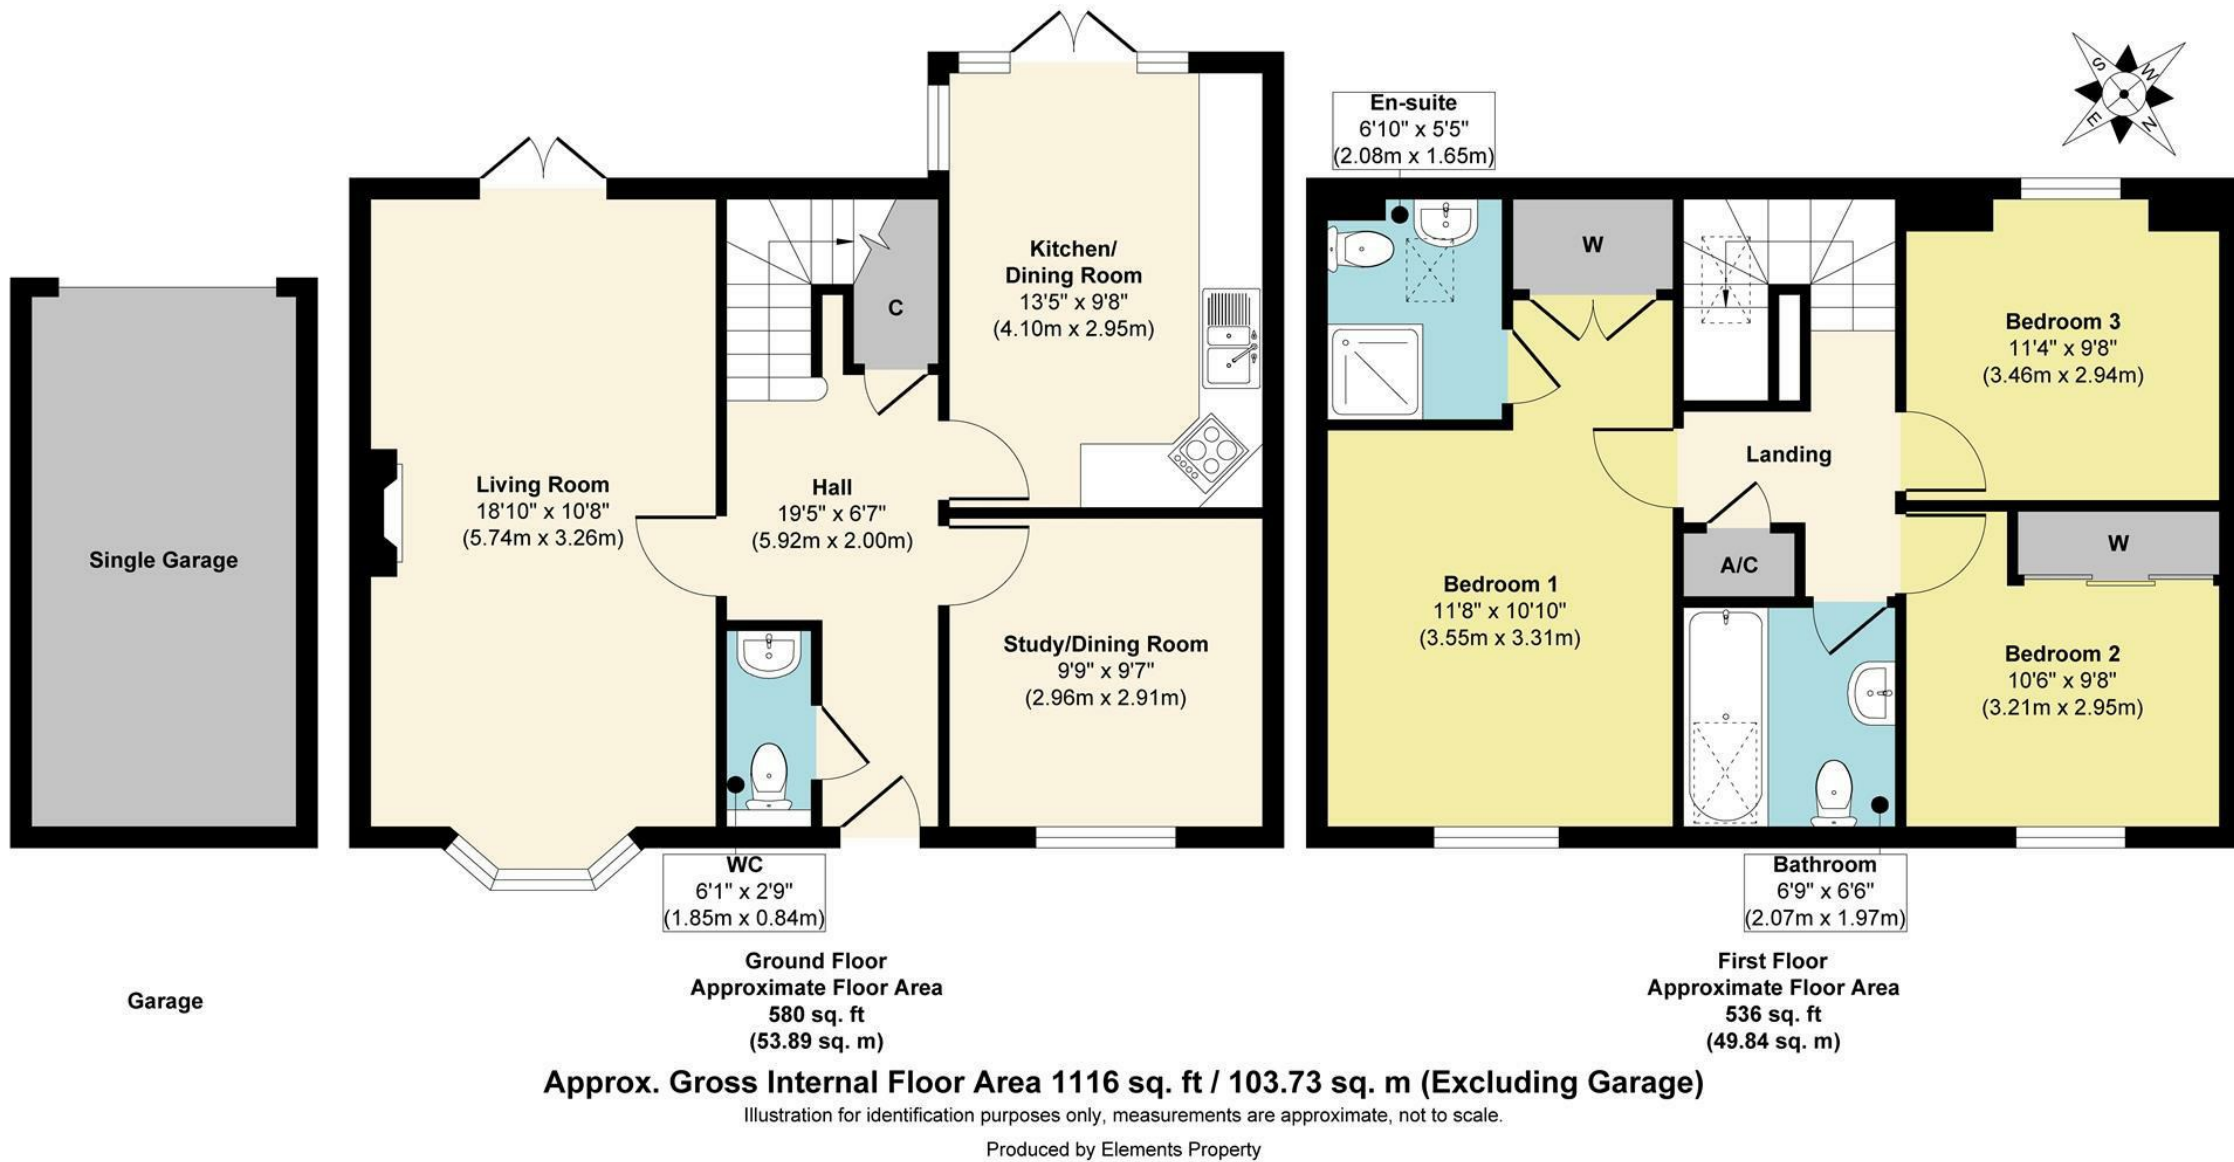 S
W
E
N
En-suite
6'10" x 5'5"
(2.08m x 1.65m)
Kitchen/
Dining Room
13'5" x 9'8"
(4.10m x 2.95m)
C
W
Bedroom 3
11'4" x 9'8"
(3.46m x 2.94m)
Single Garage
Living Room
18'10" x 10'8"
(5.74m x 3.26m)
Hall
19'5" x 6'7"
(5.92m x 2.00m)
Landing
W
A/C
Bedroom 1
11'8" x 10'10"
(3.55m x 3.31m)
Study/Dining Room
9'9" x 9'7"
(2.96m x 2.91m)
Bedroom 2
10'6" x 9'8"
(3.21m x 2.95m)
WC
6'1" x 2'9"
(1.85m x 0.84m)
Bathroom
6'9" x 6'6"
(2.07m x 1.97m)
Garage
Ground Floor
Approximate Floor Area
580 sq. ft
(53.89 sq. m)
First Floor
Approximate Floor Area
536 sq. ft
(49.84 sq. m)
Approx. Gross Internal Floor Area 1116 sq. ft / 103.73 sq. m (Excluding Garage)
Illustration for identification purposes only, measurements are approximate, not to scale.
Produced by Elements Property